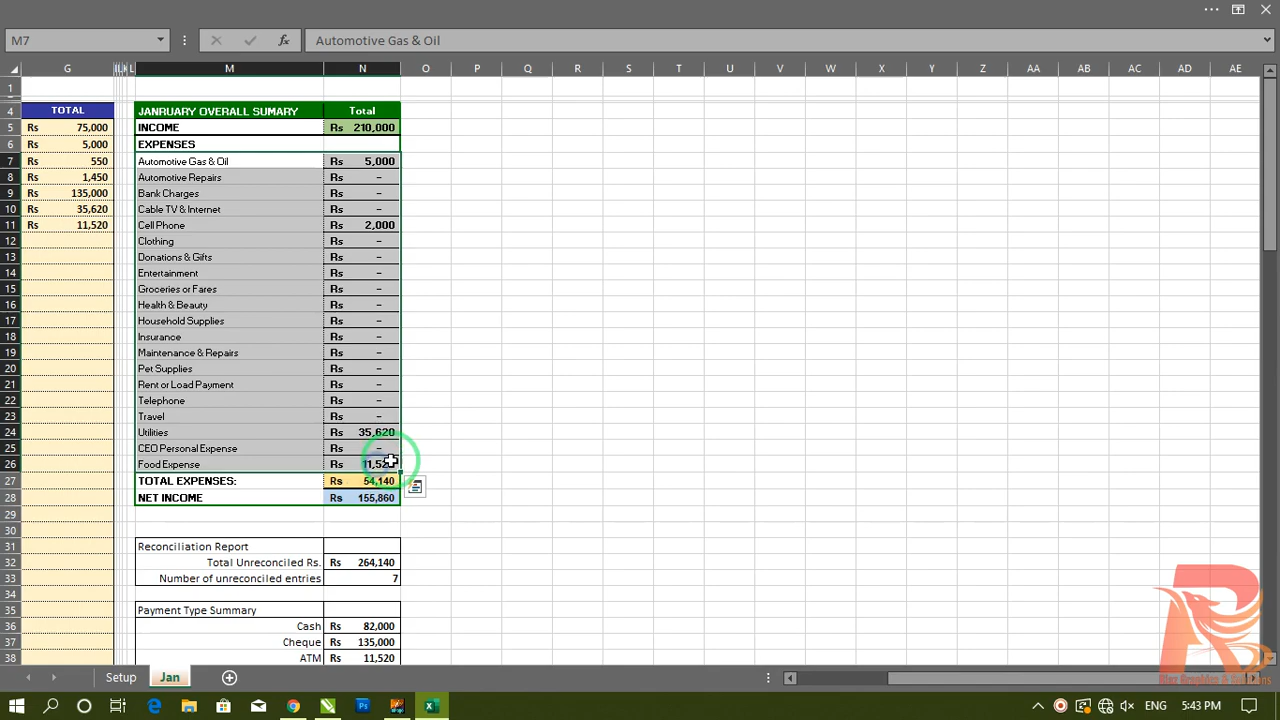 M7 Automotive Gas & Oil
G L M N O P Q R S T U V W X Y Z AA AB AC AD AE
1
4 TOTAL JANRUARY OVERALL SUMARY Total
5 Rs 75,000 INCOME Rs 210,000
6 Rs 5,000 EXPENSES
7 Rs 550 Automotive Gas & Oil Rs 5,000
8 Rs 1,450 Automotive Repairs Rs -
9 Rs 135,000 Bank Charges Rs -
10 Rs 35,620 Cable TV & Internet Rs -
11 Rs 11,520 Cell Phone Rs 2,000
12 Clothing Rs -
13 Donations & Gifts Rs -
14 Entertainment Rs -
15 Groceries or Fares Rs -
16 Health & Beauty Rs -
17 Household Supplies Rs -
18 Insurance Rs -
19 Maintenance & Repairs Rs -
20 Pet Supplies Rs -
21 Rent or Load Payment Rs -
22 Telephone Rs -
23 Travel Rs -
24 Utilities Rs 35,620
25 CEO Personal Expense Rs -
26 Food Expense Rs
27 TOTAL EXPENSES: Rs 54,140
28 NET INCOME Rs 155,860
29
30
31 Reconciliation Report
32 Total Unreconciled Rs. Rs 264,140
33 Number of unreconciled entries 7
34
35 Payment Type Summary
36 Cash Rs 82,000
37 Cheque Rs 135,000
38 ATM Rs 11,520
Setup Jan
ENG 5:43 PM